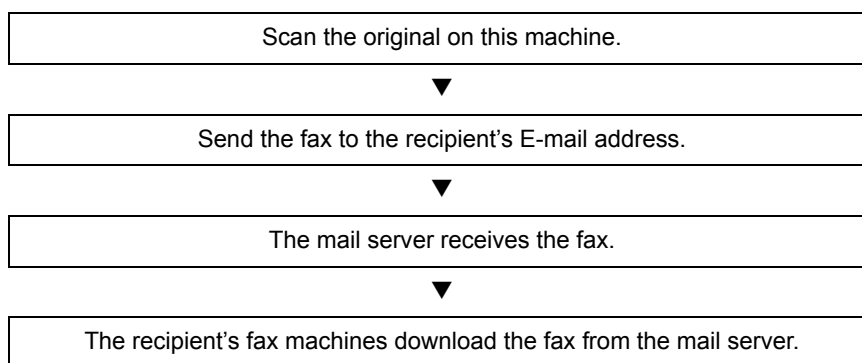 Scan the original on this machine.
▼
Send the fax to the recipient’s E-mail address.
▼
The mail server receives the fax.
▼
The recipient’s fax machines download the fax from the mail server.